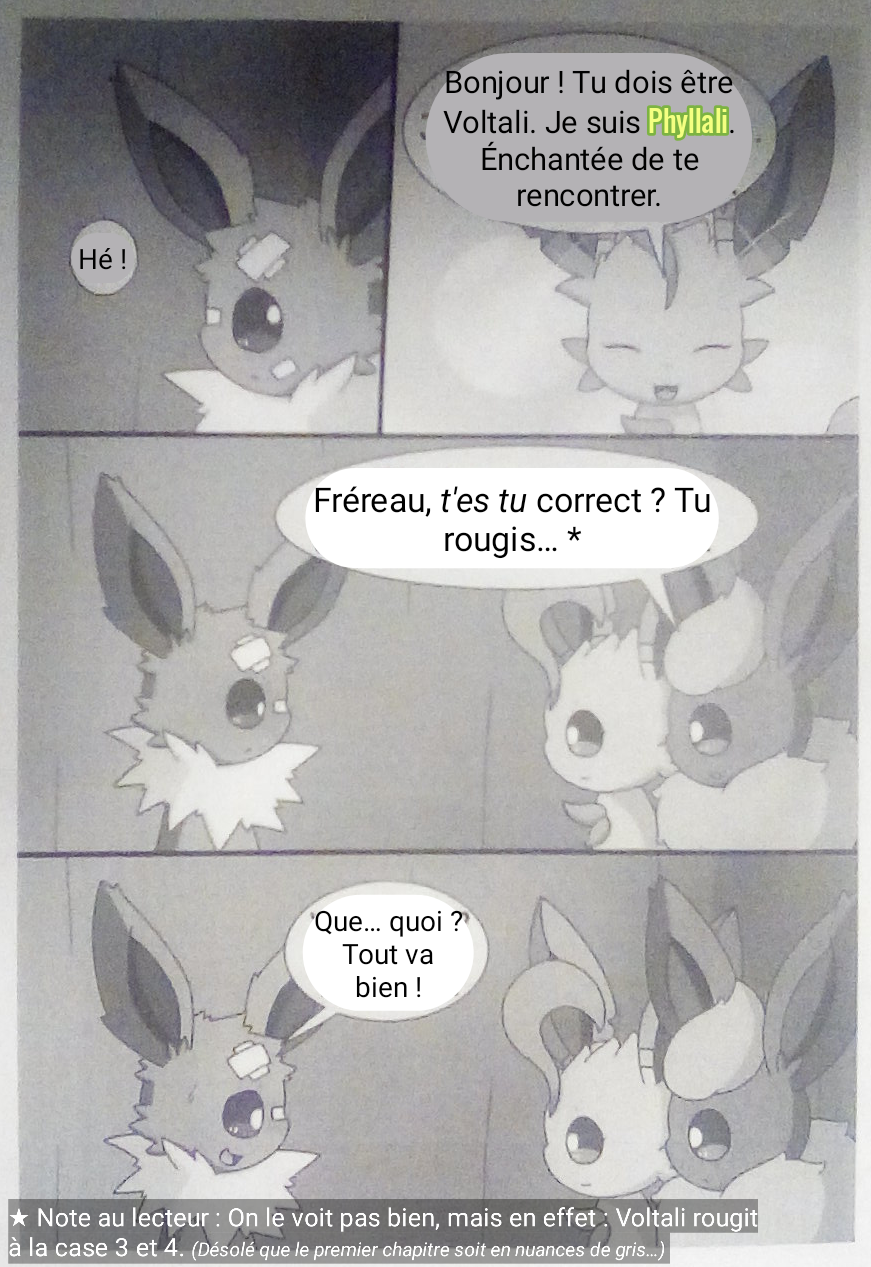 Hé !
Bonjour ! Tu dois être
Voltali. Je suis Phyllali.
Énchantée de te
rencontrer.
Fréreau, t'es tu correct ? Tu
rougis… *
Que… quoi ?
Tout va
bien !
★ Note au lecteur : On le voit pas bien, mais en effet : Voltali rougit
à la case 3 et 4. (Désolé que le premier chapitre soit en nuances de gris…)